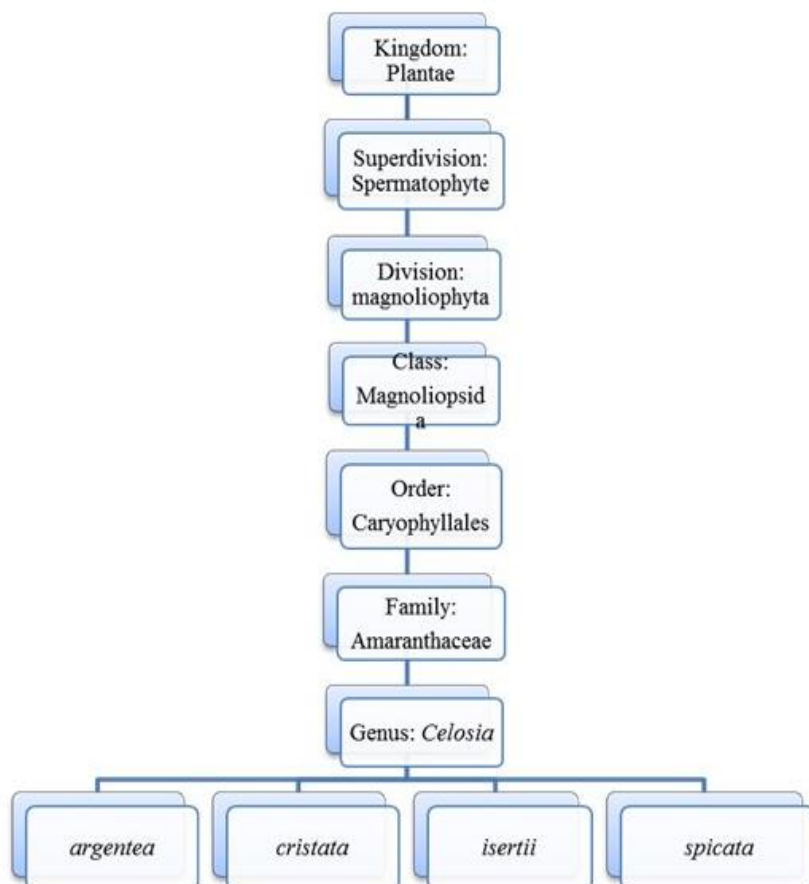 Kingdom:
Plantae
Superdivision:
Spermatophyte
Division:
magnoliophyta
Class:
Magnoliopsid
a
Order:
Caryophyllales
Family:
Amaranthaceae
Genus: Celosia
argentea
cristata
isertii
spicata